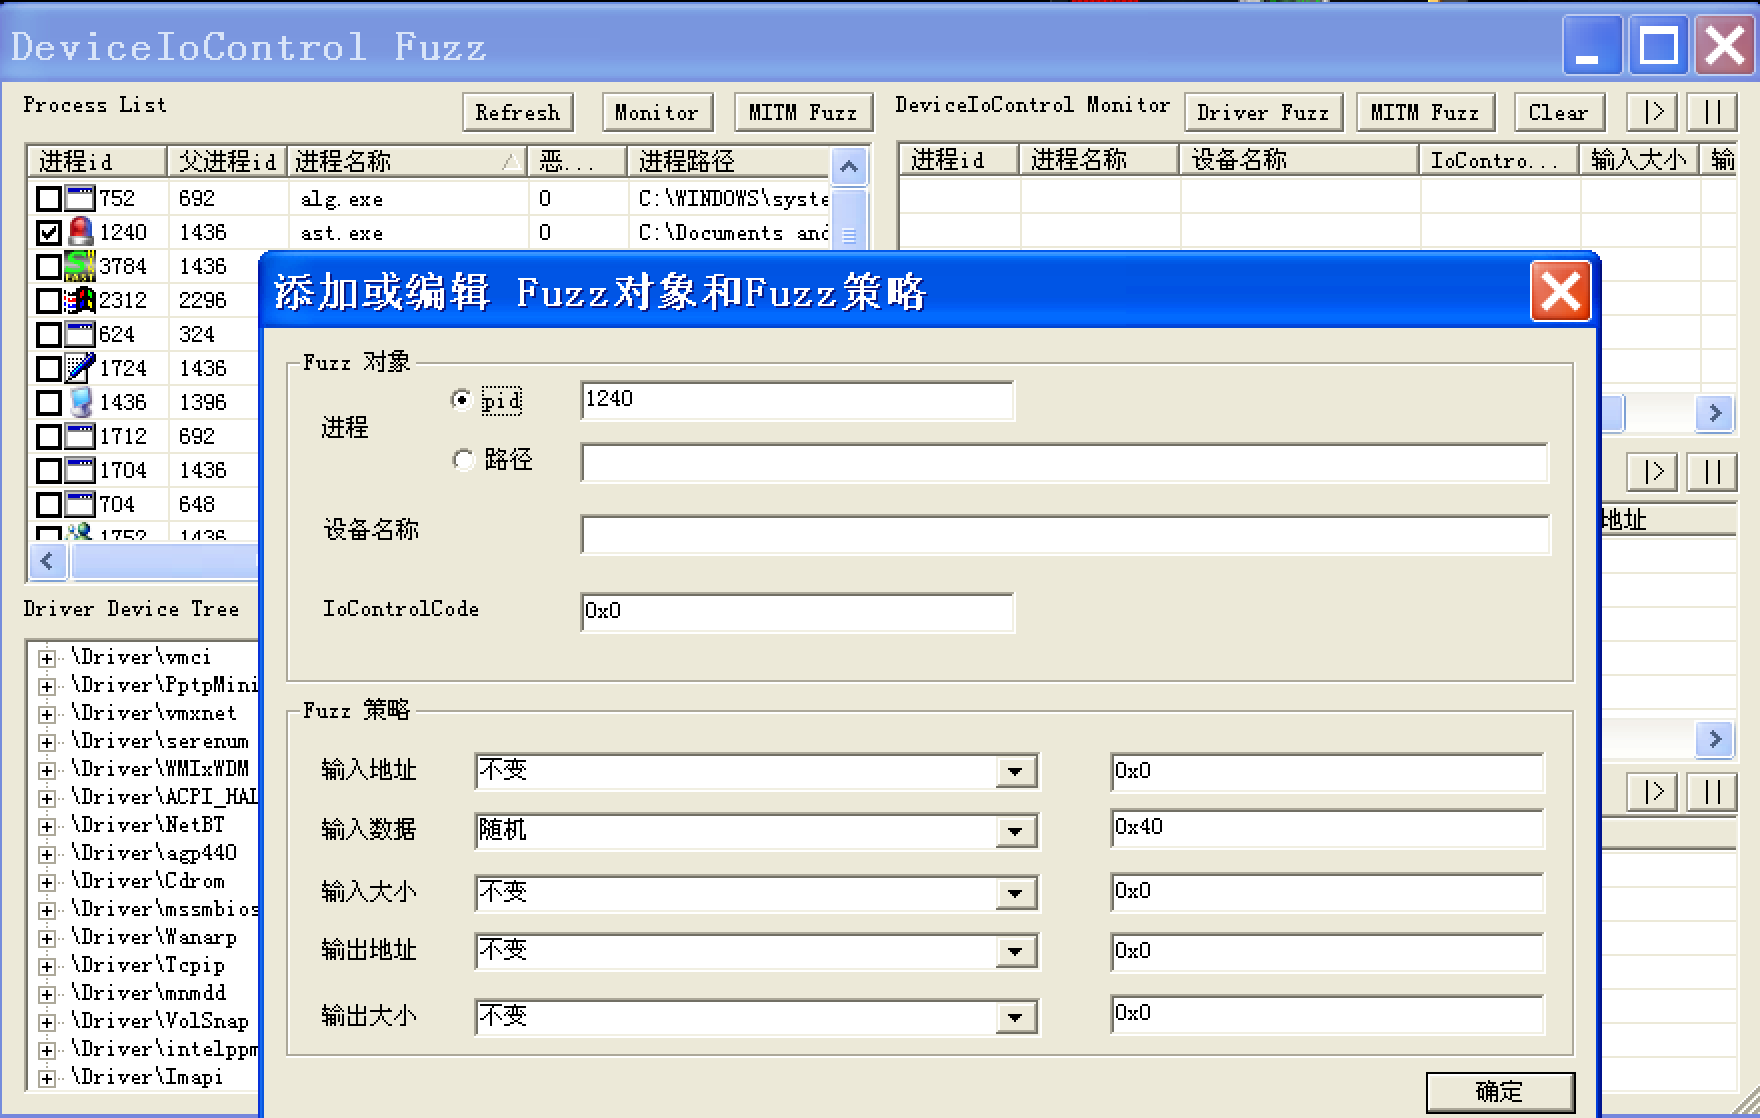 DeviceIoControl Fuzz
Process List
Refresh
Monitor
MITM Fuzz
DeviceIoControl Monitor
Driver Fuzz
MITM Fuzz
Clear
|>
||
进程id 父进程id 进程名称 恶... 进程路径
进程id 进程名称 设备名称 IoContro... 输入大小 输
752 692 alg.exe 0 C:\WINDOWS\syste
1240 1436 ast.exe 0 C:\Documents and
3784 1436
2312 2296
624 324
1724 1436
1436 1396
1712 692
1704 1436
704 648
1752 1436
添加或编辑 Fuzz对象和Fuzz策略
Fuzz 对象
进程
pid
1240
路径
设备名称
IoControlCode
0x0
Fuzz 策略
输入地址 不变 0x0
输入数据 随机 0x40
输入大小 不变 0x0
输出地址 不变 0x0
输出大小 不变 0x0
确定
|>
||
地址
|>
||
Driver Device Tree
\Driver\vmci
\Driver\PptpMini
\Driver\vmxnet
\Driver\serenum
\Driver\WMIxWDM
\Driver\ACPI_HAL
\Driver\NetBT
\Driver\agp440
\Driver\Cdrom
\Driver\mssmbios
\Driver\Wanarp
\Driver\Tcpip
\Driver\mnmdd
\Driver\VolSnap
\Driver\intelppm
\Driver\Imapi